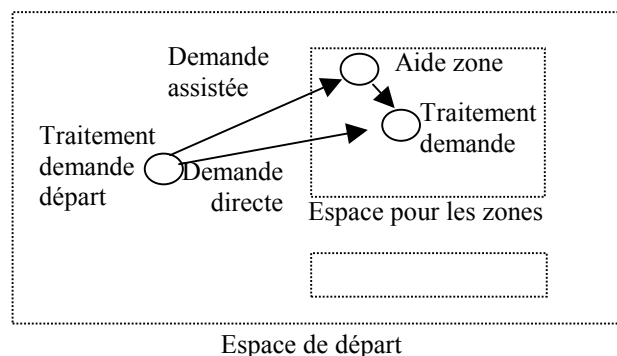 Demande
assistée
Aide zone
Traitement
demande
Traitement
demande
départ
Demande
directe
Espace pour les zones
Espace de départ